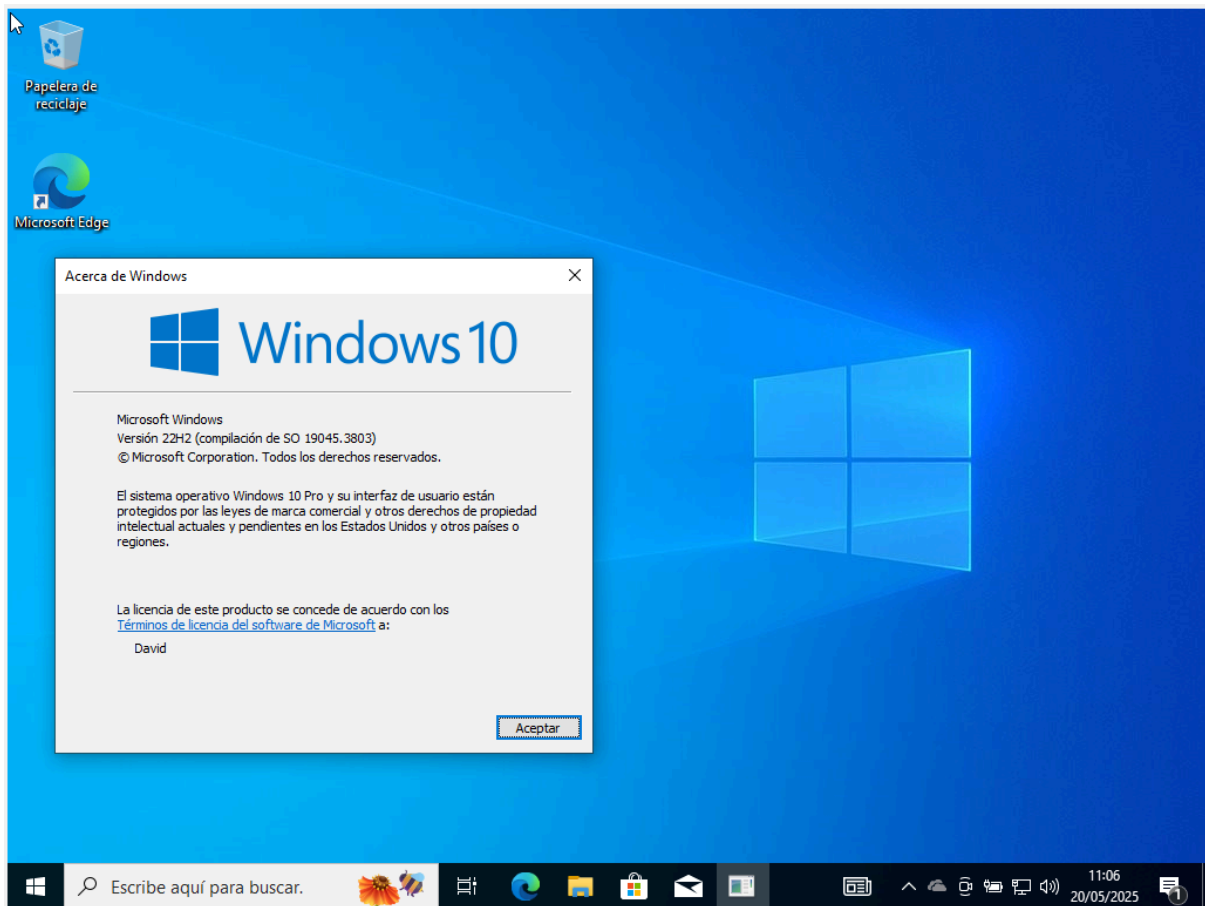 Papelera de
reciclaje
Microsoft Edge
Acerca de Windows
Windows 10
Microsoft Windows
Versión 22H2 (compilación de SO 19045.3803)
© Microsoft Corporation. Todos los derechos reservados.
El sistema operativo Windows 10 Pro y su interfaz de usuario están
protegidos por las leyes de marca comercial y otros derechos de propiedad
intelectual actuales y pendientes en los Estados Unidos y otros países o
regiones.
La licencia de este producto se concede de acuerdo con los
Términos de licencia del software de Microsoft a:
David
Aceptar
Escribe aquí para buscar.
11:06
20/05/2025
1